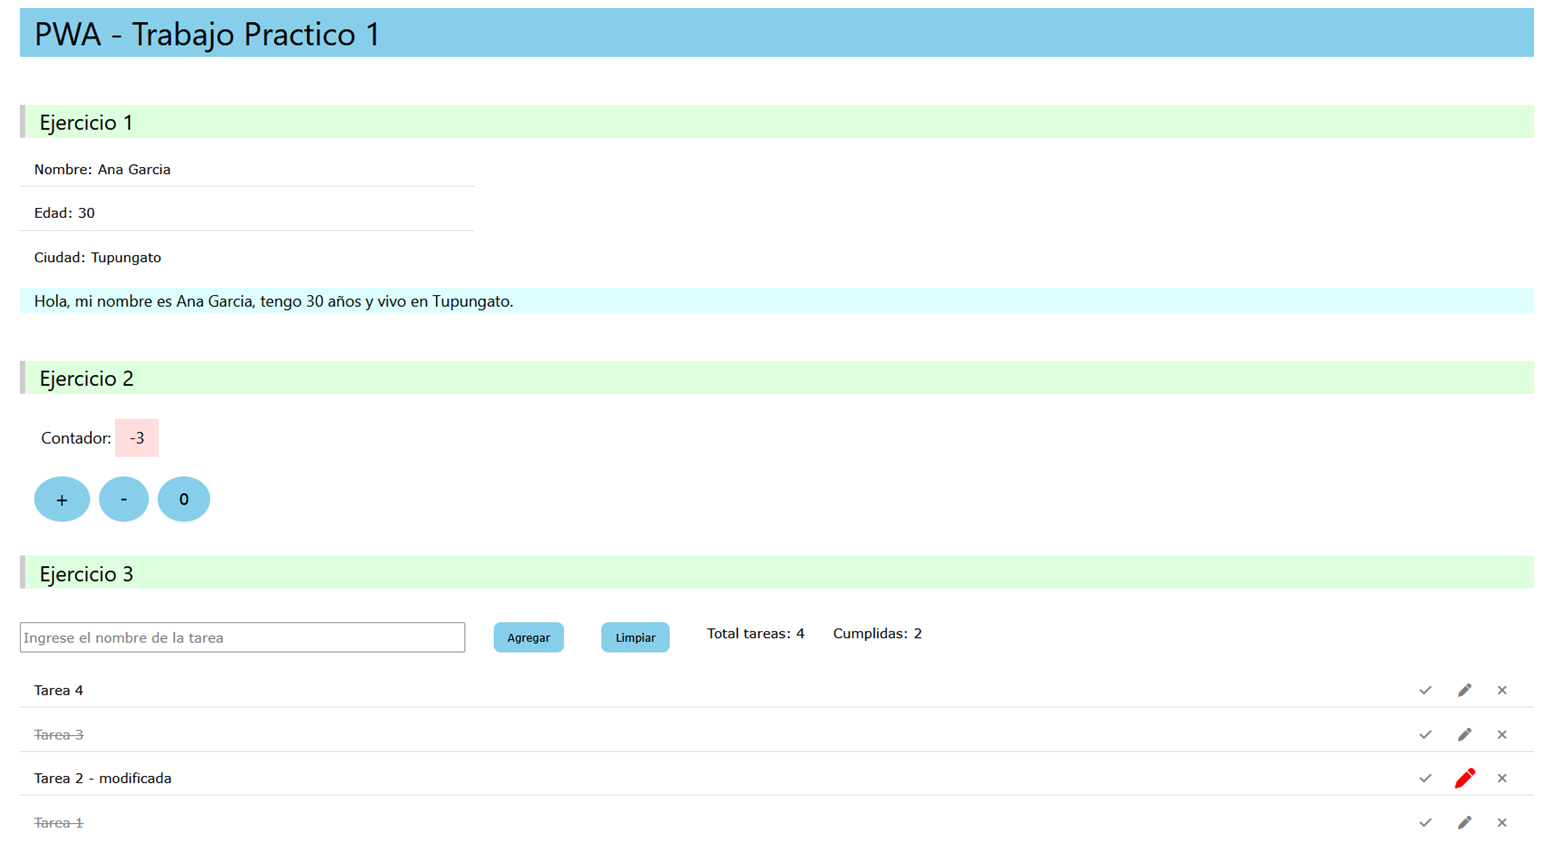 PWA - Trabajo Practico 1
Ejercicio 1
Nombre: Ana Garcia
Edad: 30
Ciudad: Tupungato
Hola, mi nombre es Ana Garcia, tengo 30 años y vivo en Tupungato.
Ejercicio 2
Contador: -3
+ - 0
Ejercicio 3
Ingrese el nombre de la tarea Agregar Limpiar Total tareas: 4 Cumplidas: 2
Tarea 4
Tarea 3
Tarea 2 - modificada
Tarea 1